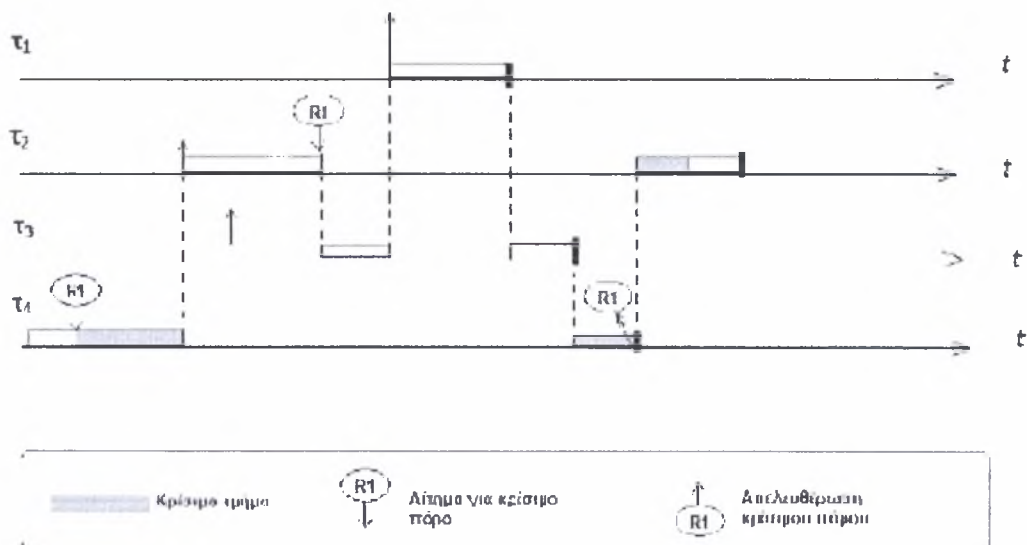 τ1
t
R1
τ2
t
τ3
t
R1
R1
τ4
t
Κρίσιμο τμήμα
R1
Αίτημα για κρίσιμο
πόρο
R1
Απελευθέρωση
κρίσιμου πόρου